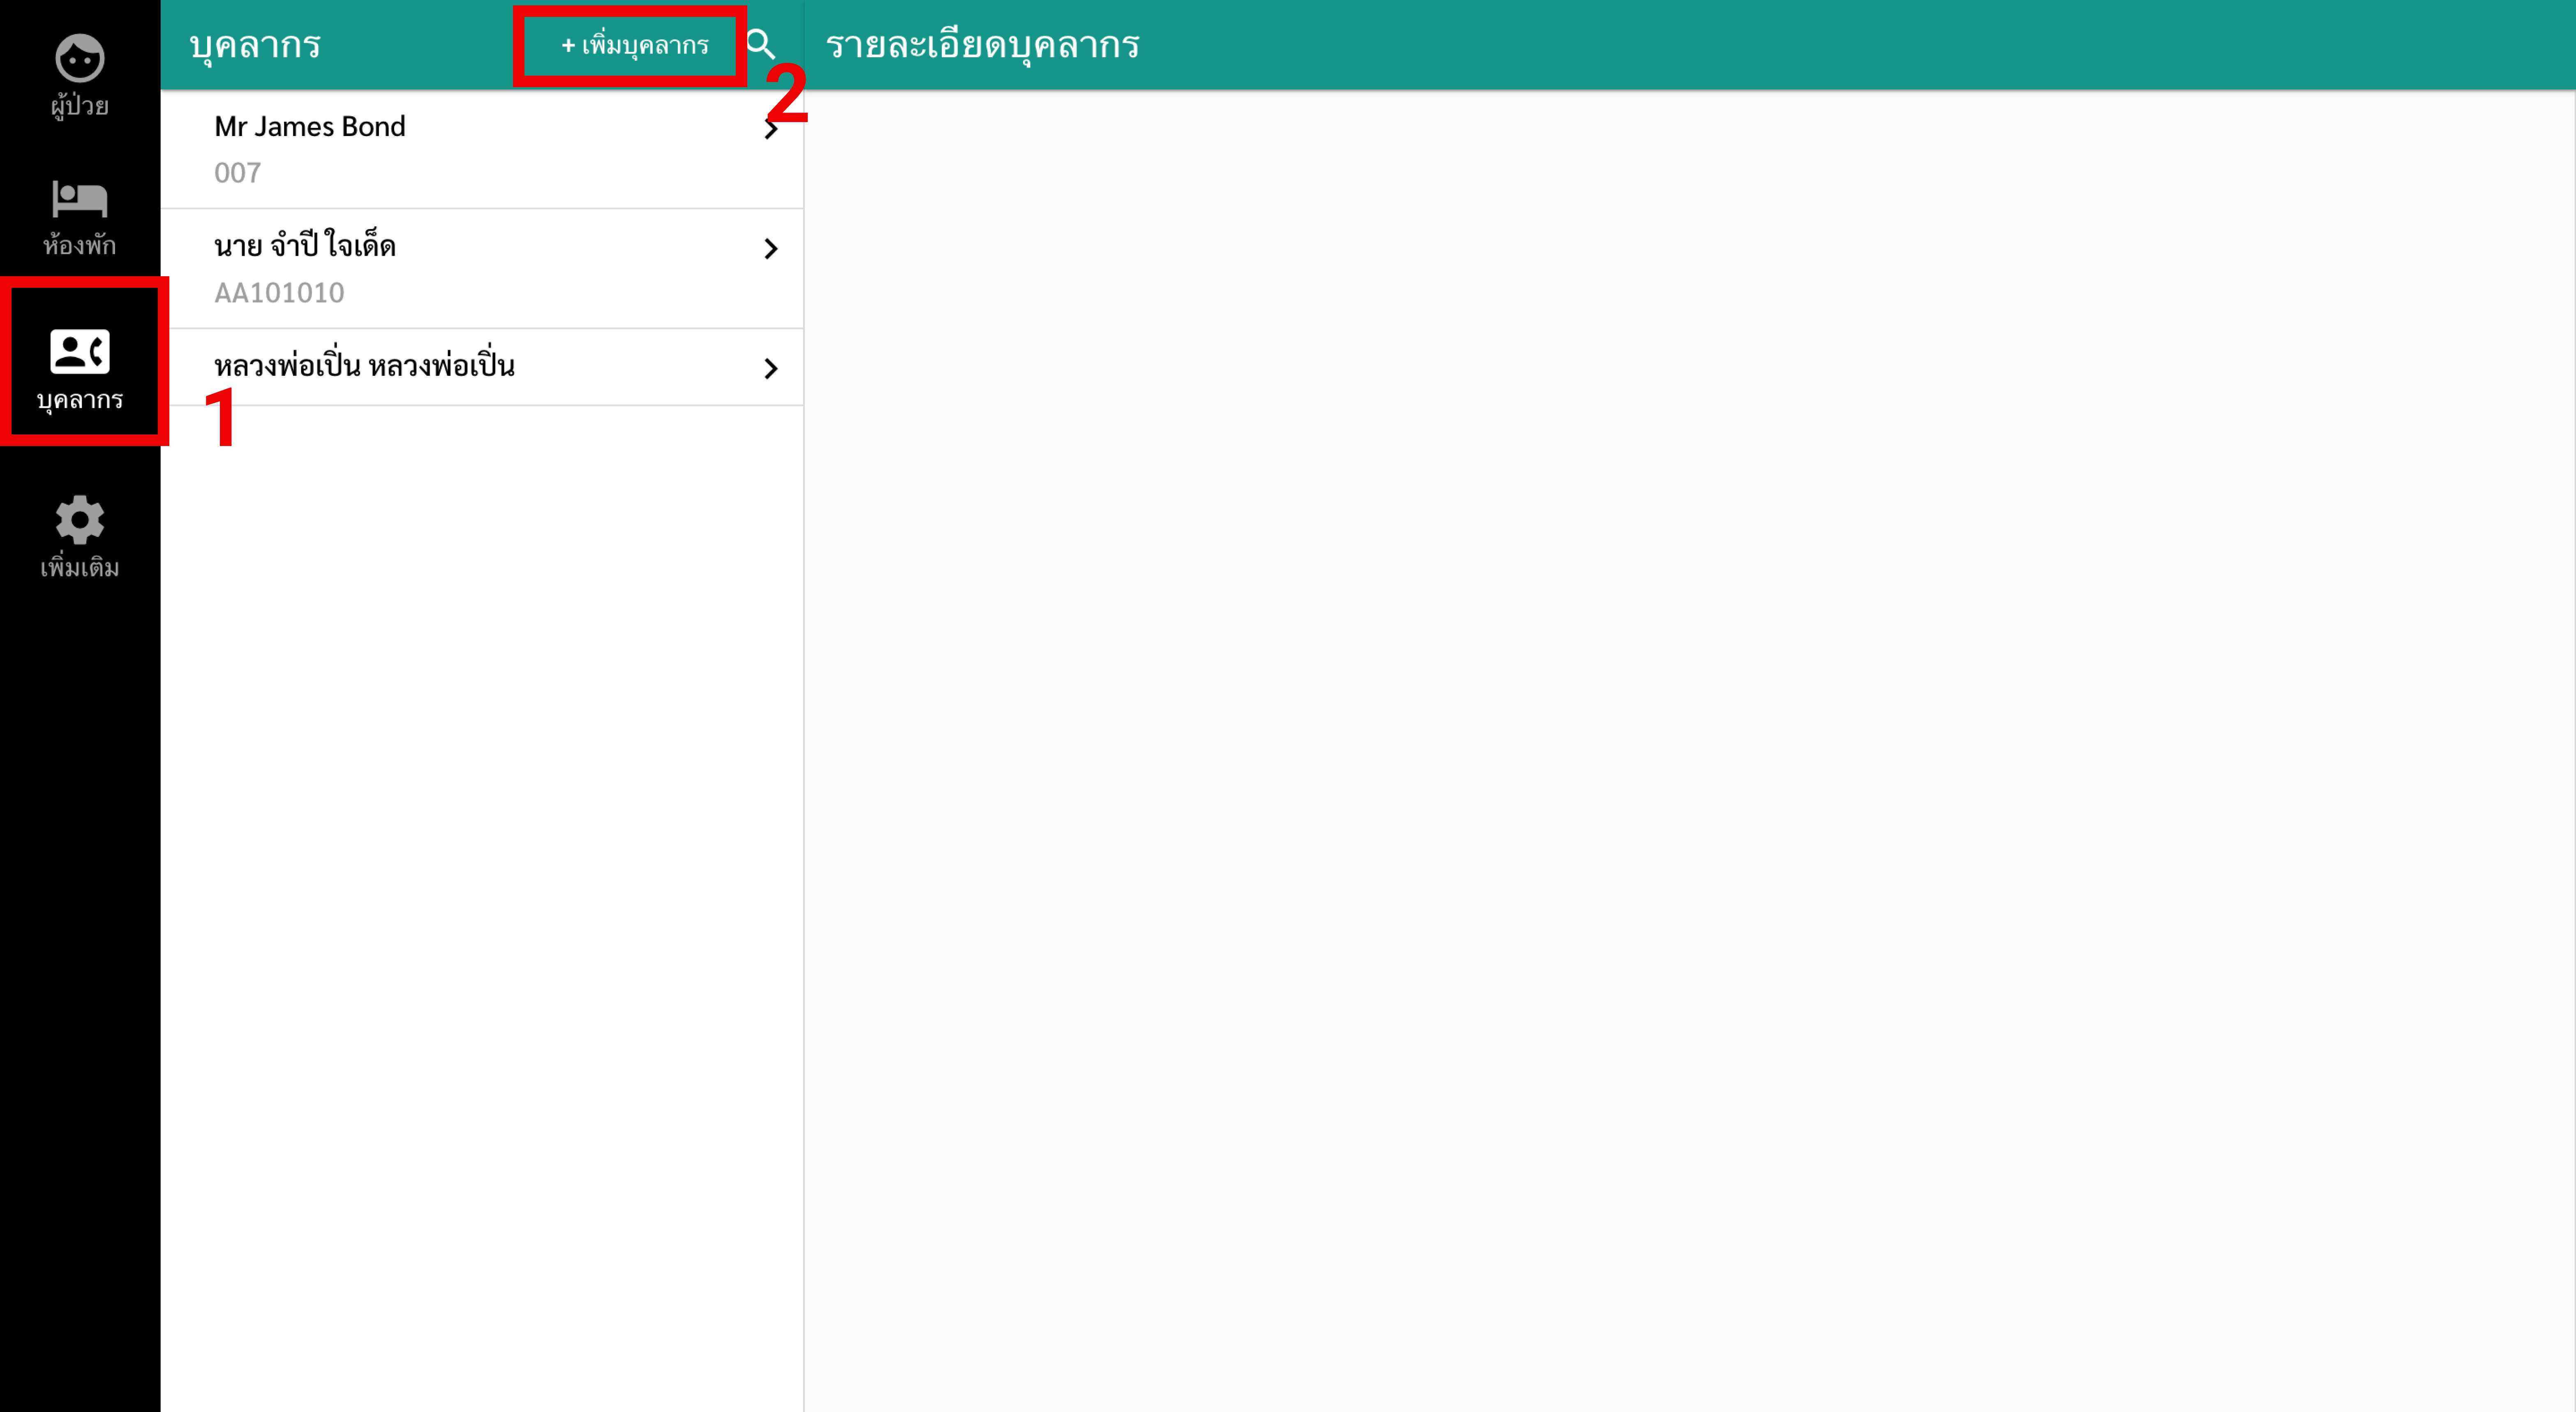 ผู้ป่วย
ห้องพัก
บุคลากร
เพิ่มเติม
บุคลากร
+ เพิ่มบุคลากร
2
Mr James Bond
007
นาย จำปี ใจเด็ด
AA101010
หลวงพ่อเปิ่น หลวงพ่อเปิ่น
1
รายละเอียดบุคลากร